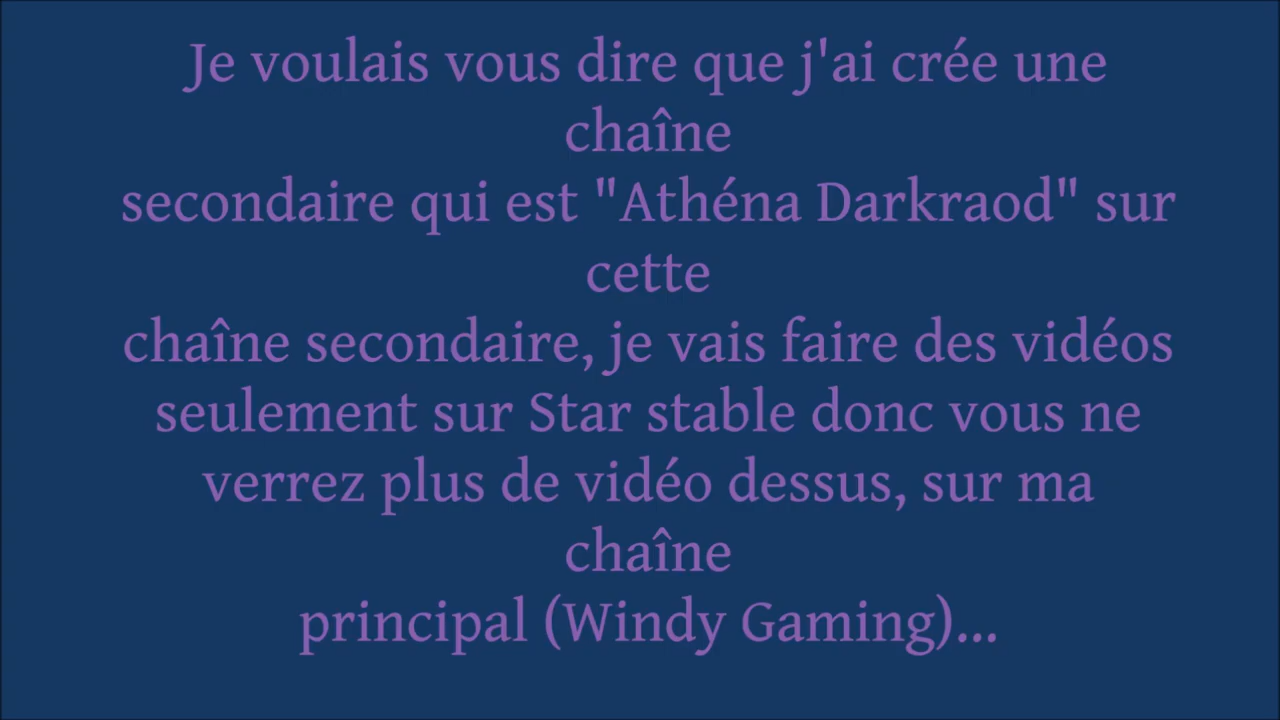 Je voulais vous dire que j'ai crée une
chaîne
secondaire qui est "Athéna Darkraod" sur
cette
chaîne secondaire, je vais faire des vidéos
seulement sur Star stable donc vous ne
verrez plus de vidéo dessus, sur ma
chaîne
principal (Windy Gaming)...